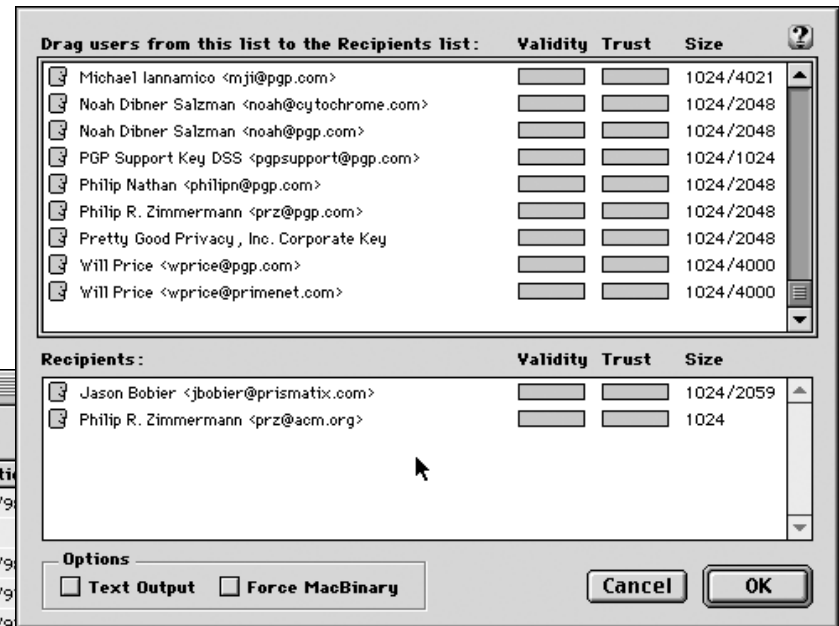 Drag users from this list to the Recipients list: Validity Trust Size
Michael Iannamico <mji@pgp.com> 1024/4021
Noah Dibner Salzman <noah@cytochrome.com> 1024/2048
Noah Dibner Salzman <noah@pgp.com> 1024/2048
PGP Support Key DSS <pgpsupport@pgp.com> 1024/1024
Philip Nathan <philipn@pgp.com> 1024/2048
Philip R. Zimmermann <prz@pgp.com> 1024/2048
Pretty Good Privacy, Inc. Corporate Key 1024/2048
Will Price <wprice@pgp.com> 1024/4000
Will Price <wprice@primenet.com> 1024/4000
Recipients: Validity Trust Size
Jason Bobier <jbobier@prismatix.com> 1024/2059
Philip R. Zimmermann <prz@acm.org> 1024
Options
Text Output Force MacBinary
Cancel OK